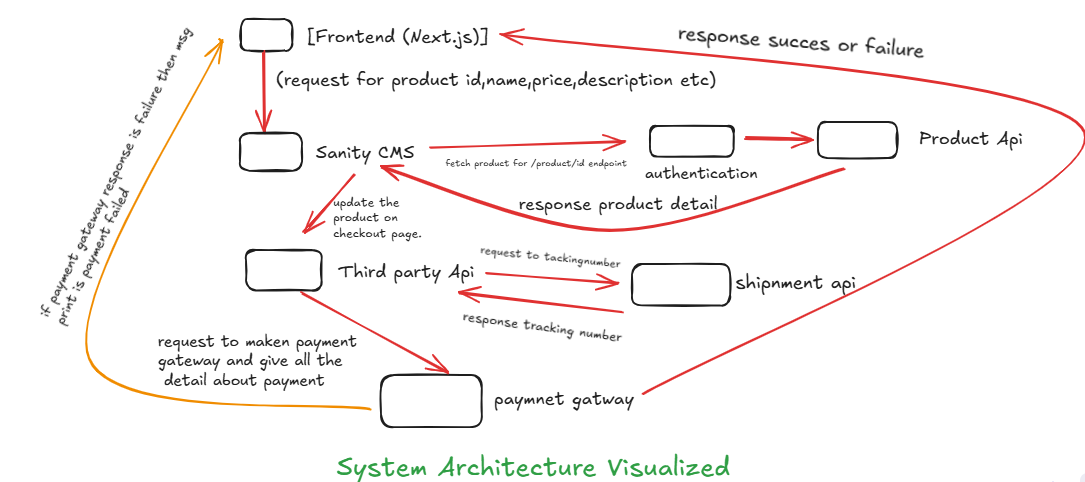 [Frontend (Next.js)]
response succes or failure
(request for product id,name,price,description etc)
if payment gateway response is failure then msg
print is payment failed
Sanity CMS
fetch product for /product/id endpoint
authentication
Product Api
response product detail
update the
product on
checkout page.
Third party Api
request to tackingnumber
shipnment api
response tracking number
request to maken payment
gateway and give all the
detail about payment
paymnet gatway
System Architecture Visualized